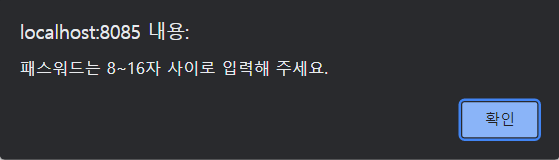 localhost:8085 내용:
패스워드는 8~16자 사이로 입력해 주세요.
확인